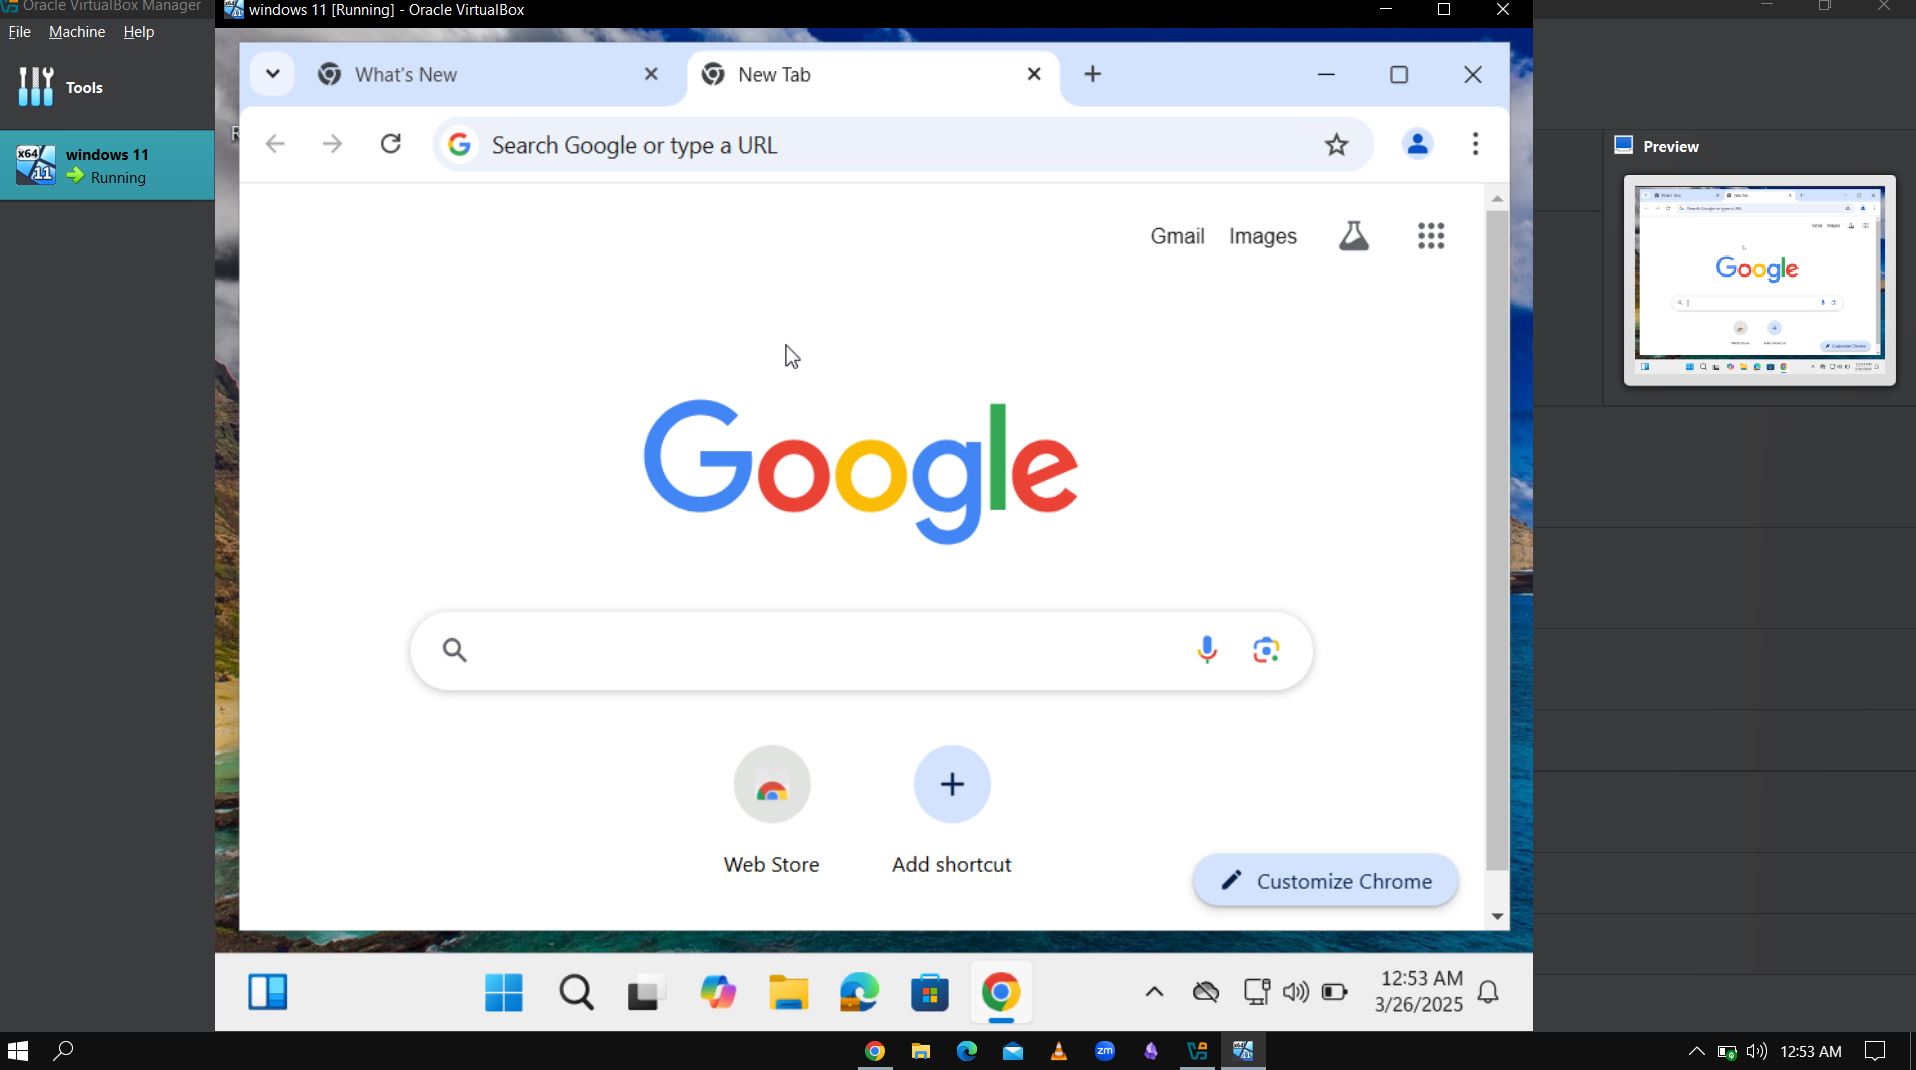 Oracle VirtualBox Manager
File Machine Help
Tools
x64
11
windows 11
Running
windows 11 [Running] - Oracle VirtualBox
What's New
New Tab
Search Google or type a URL
Gmail Images
Google
Web Store
Add shortcut
Customize Chrome
12:53 AM
3/26/2025
Preview
Google
zm
12:53 AM